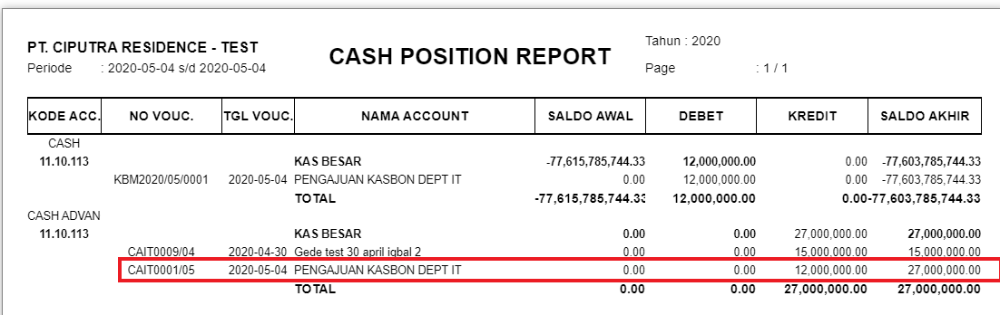 PT. CIPUTRA RESIDENCE - TEST
Periode : 2020-05-04 s/d 2020-05-04
CASH POSITION REPORT
Tahun : 2020
Page : 1 / 1
KODE ACC. NO VOUC. TGL VOUC. NAMA ACCOUNT SALDO AWAL DEBET KREDIT SALDO AKHIR
CASH
11.10.113 KAS BESAR -77,615,785,744.33 12,000,000.00 0.00 -77,603,785,744.33
KBM2020/05/0001 2020-05-04 PENGAJUAN KASBON DEPT IT 0.00 12,000,000.00 0.00 -77,603,785,744.33
TOTAL -77,615,785,744.33 12,000,000.00 0.00-77,603,785,744.33
CASH ADVAN
11.10.113 KAS BESAR 0.00 0.00 27,000,000.00 27,000,000.00
CAIT0009/04 2020-04-30 Gede test 30 april iqbal 2 0.00 0.00 15,000,000.00 15,000,000.00
CAIT0001/05 2020-05-04 PENGAJUAN KASBON DEPT IT 0.00 0.00 12,000,000.00 27,000,000.00
TOTAL 0.00 0.00 27,000,000.00 27,000,000.00